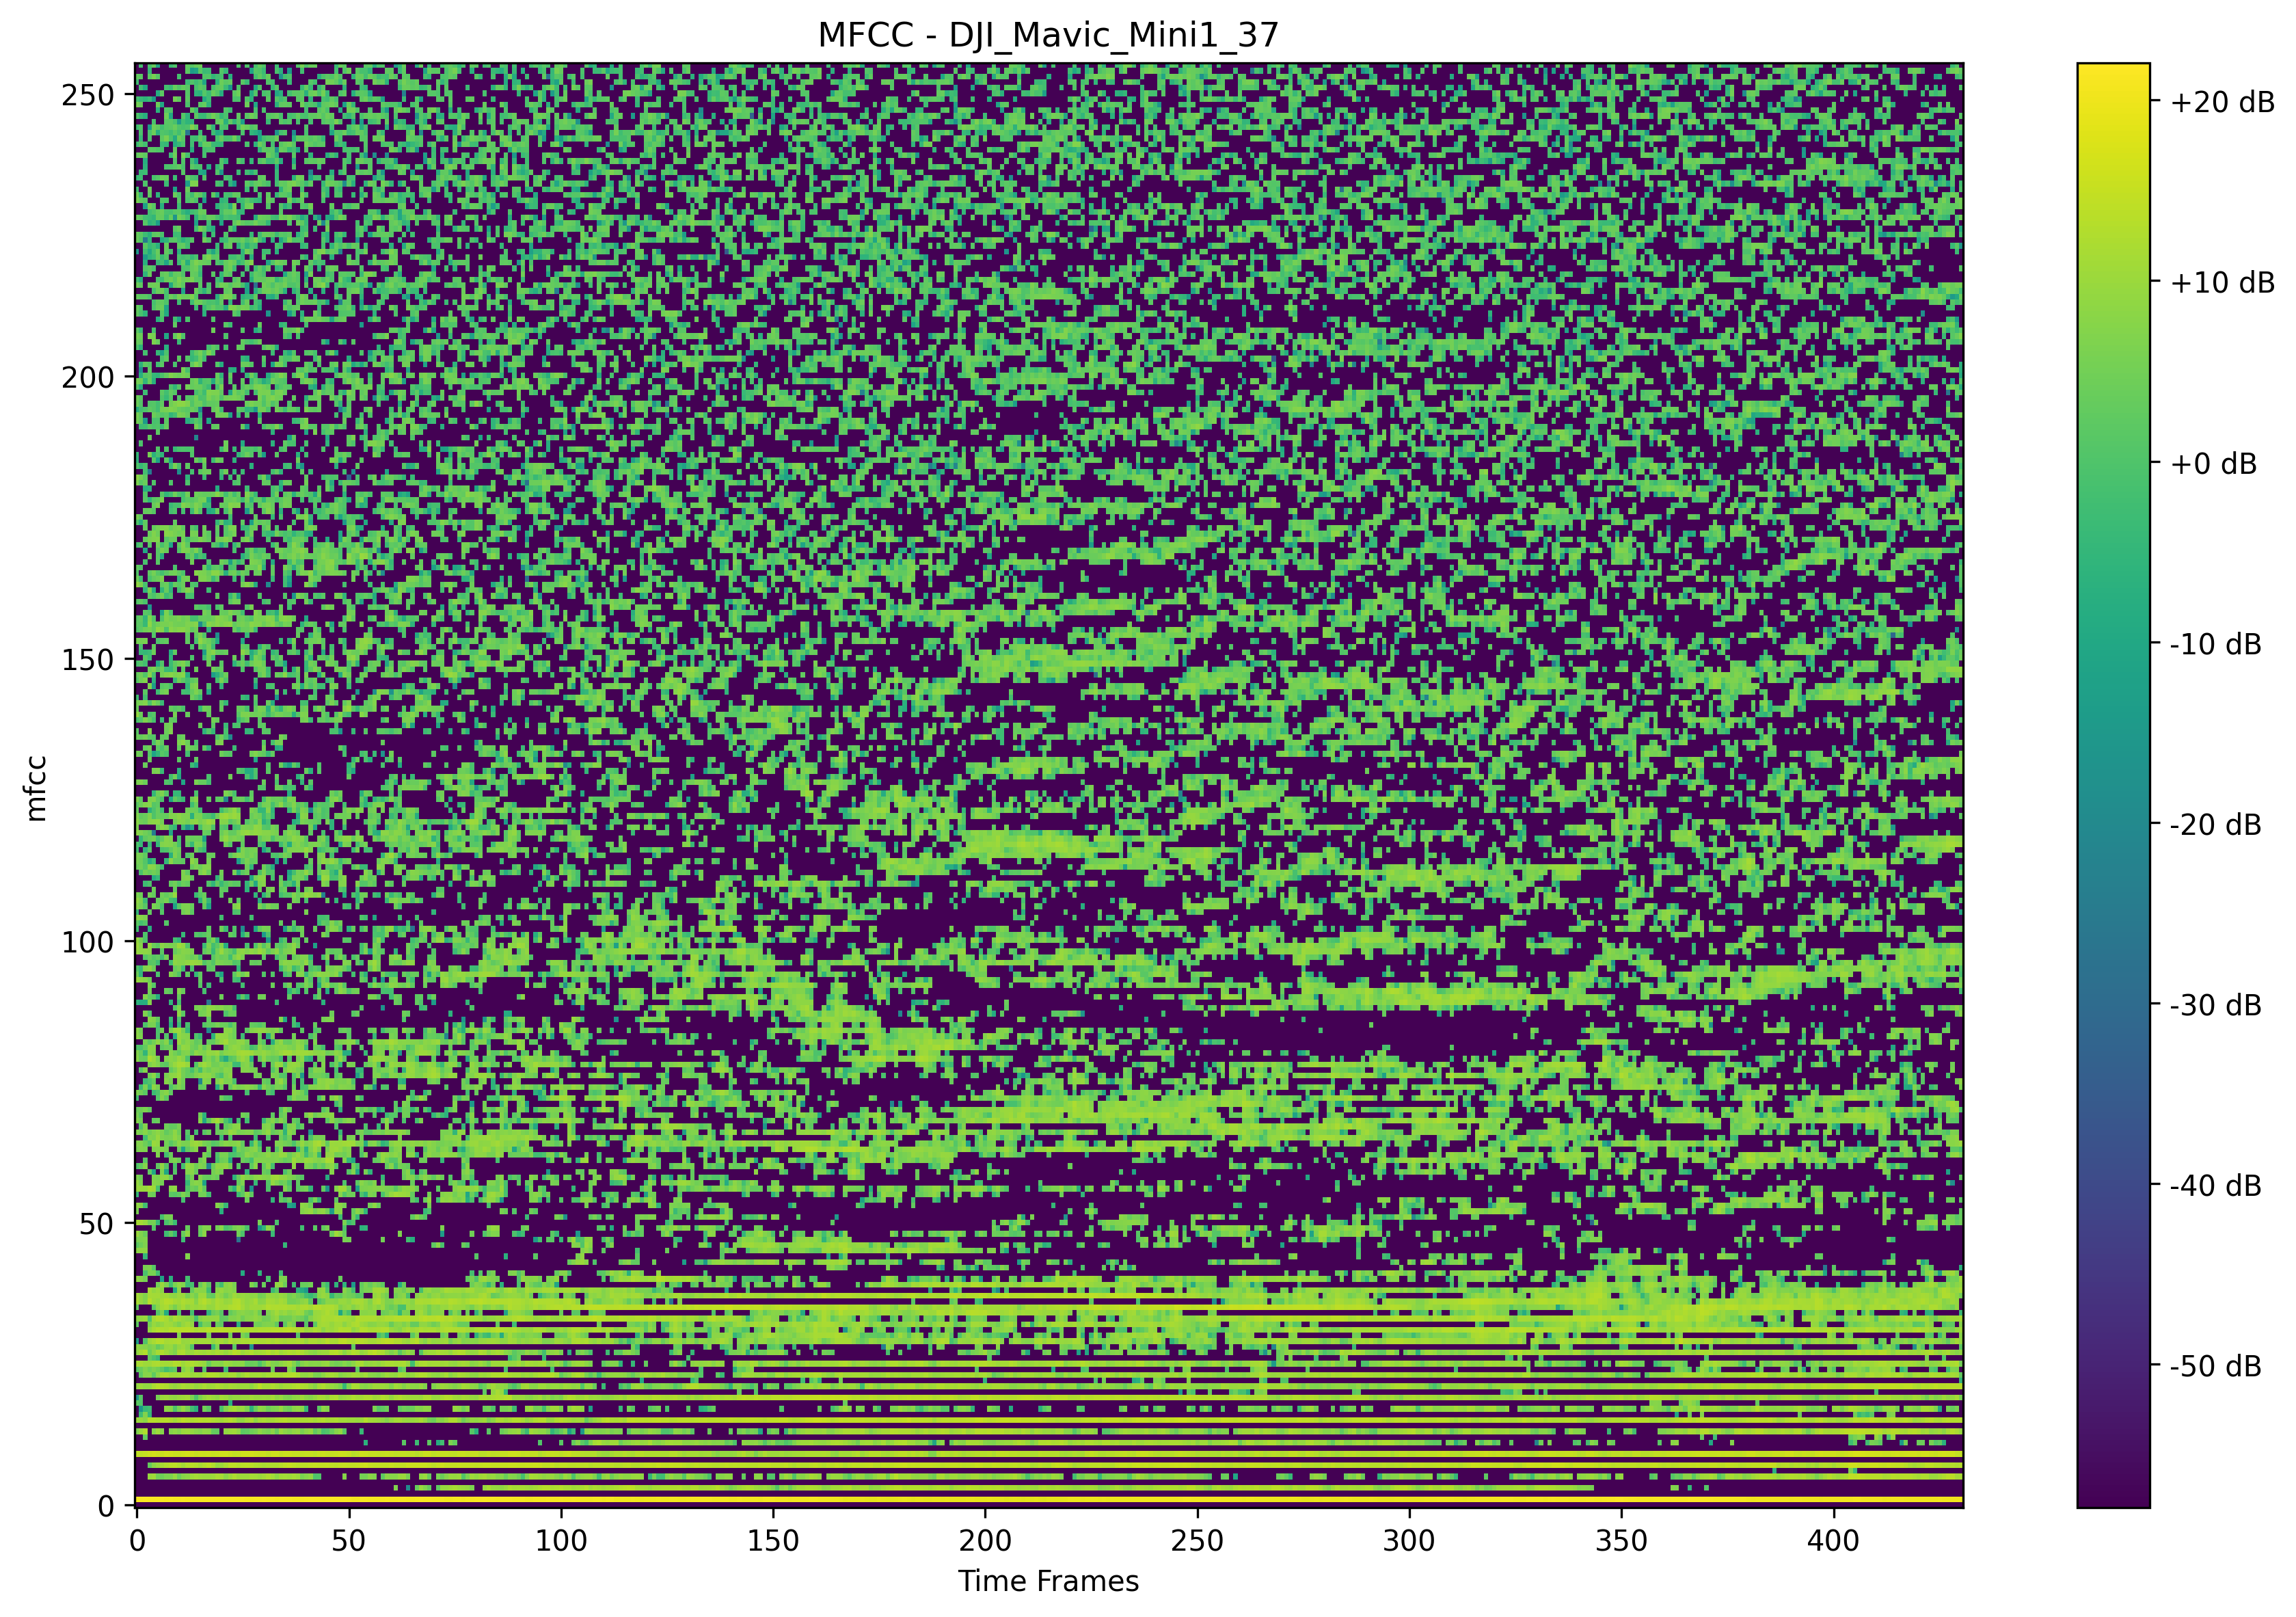 MFCC - DJI_Mavic_Mini1_37
250
200
150
100
50
0
mfcc
0 50 100 150 200 250 300 350 400
Time Frames
+20 dB
+10 dB
+0 dB
-10 dB
-20 dB
-30 dB
-40 dB
-50 dB